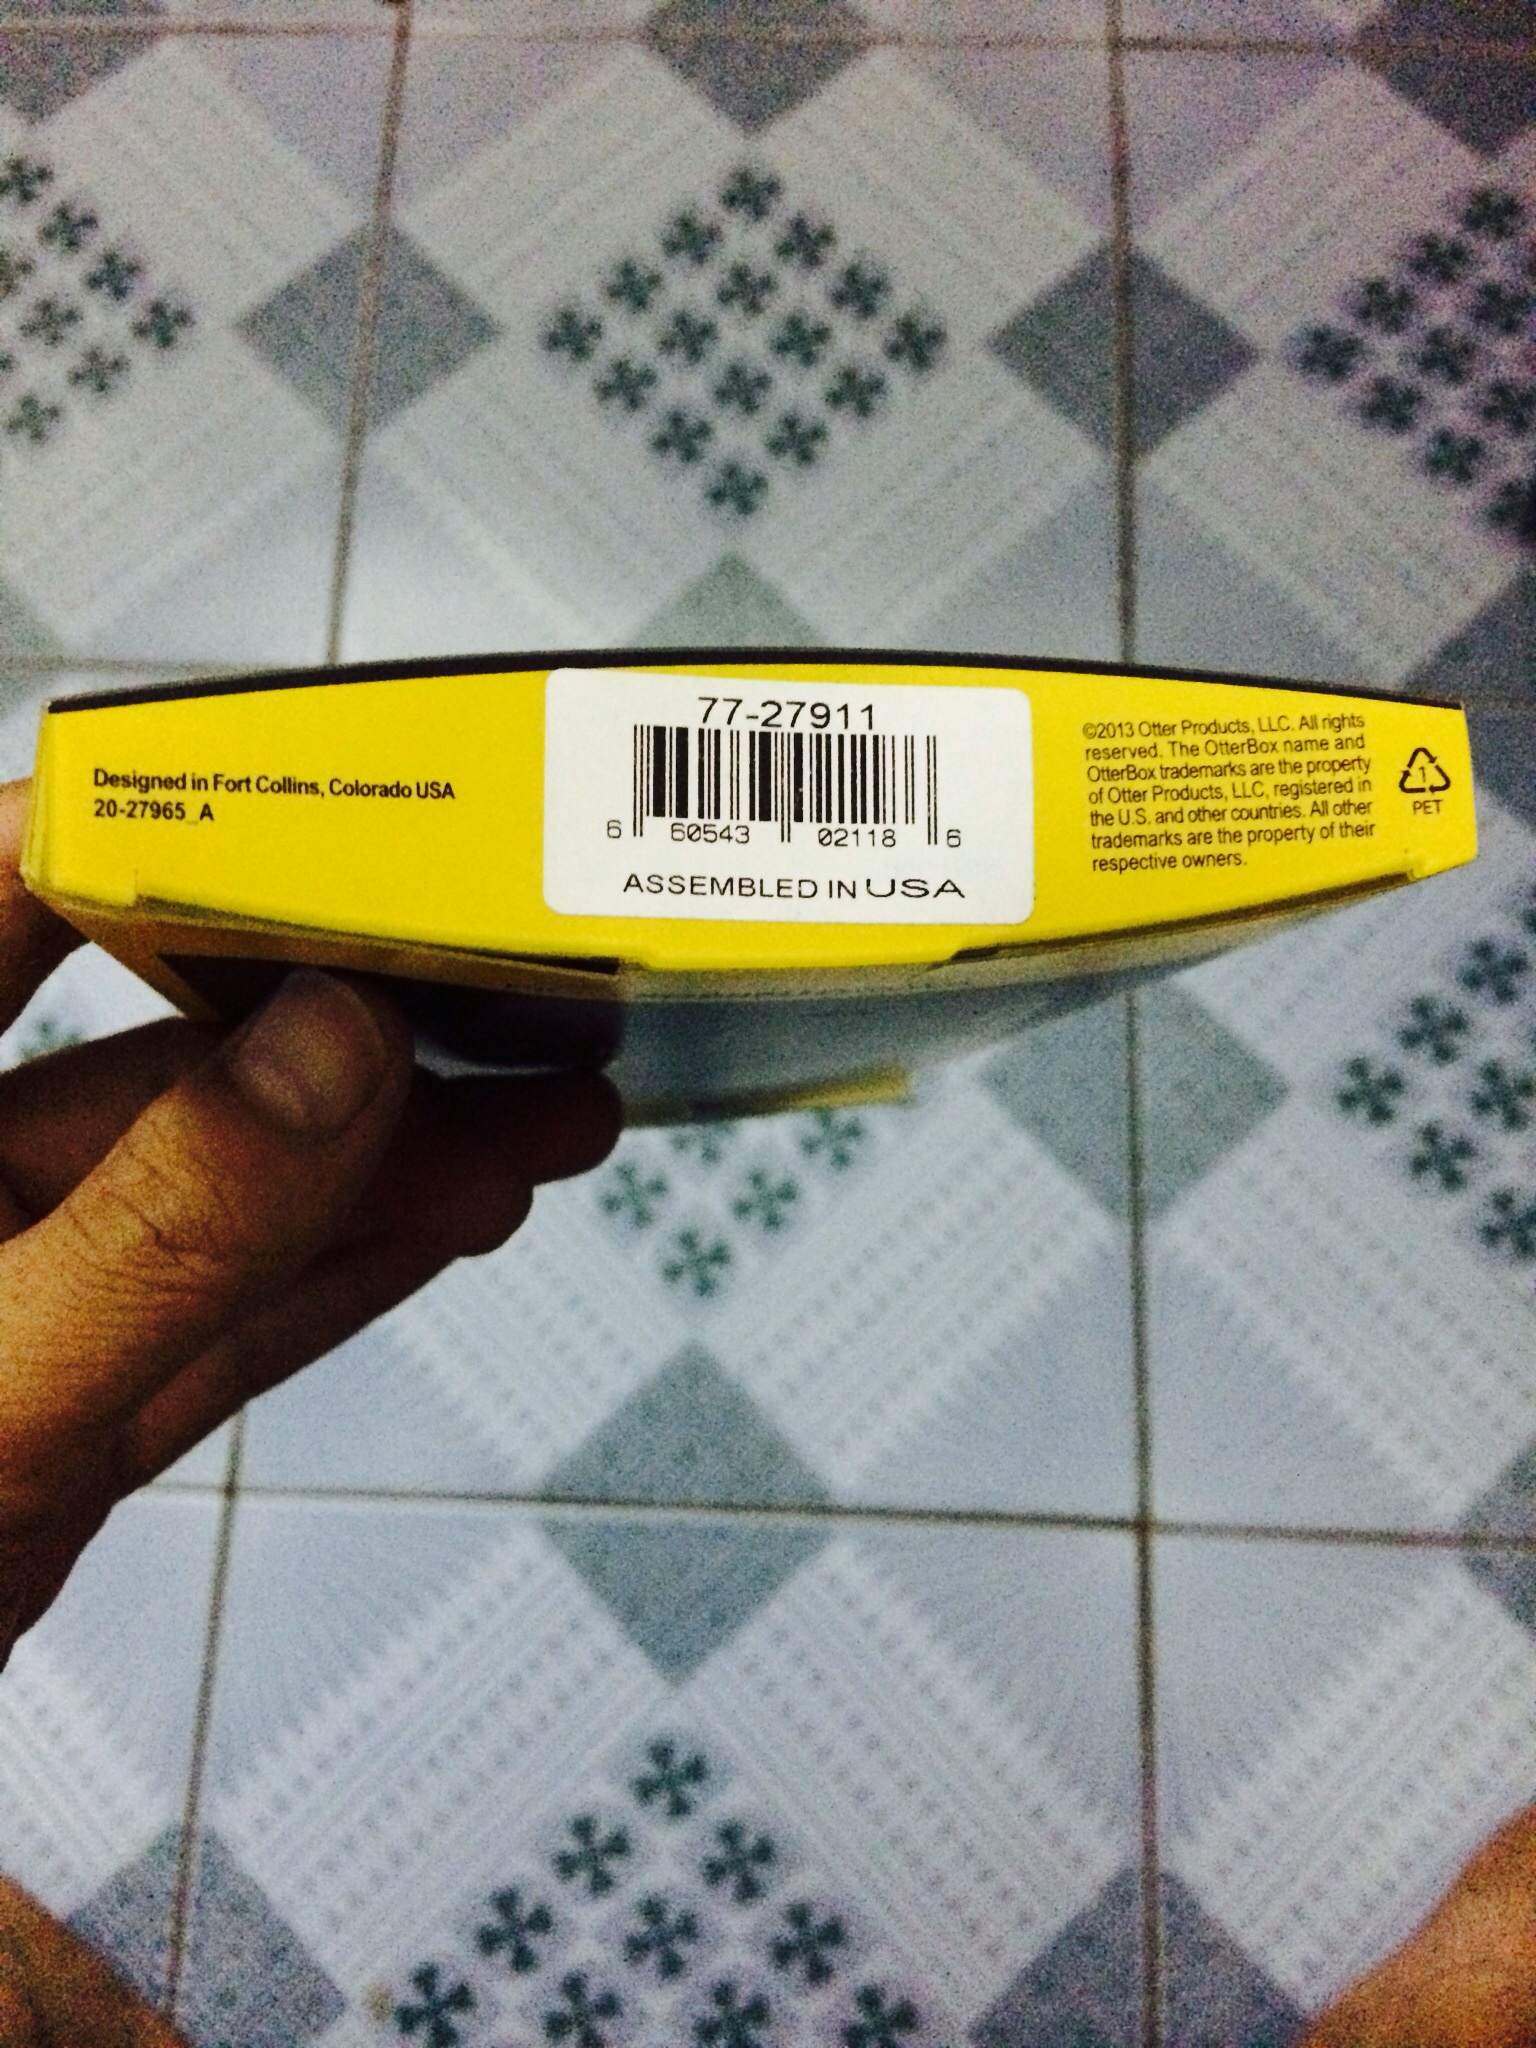 Designed in Fort Collins, Colorado USA
20-27965_A
77-27911
6 60543 02118 6
ASSEMBLED IN USA
©2013 Otter Products, LLC. All rights
reserved. The OtterBox name and
OtterBox trademarks are the property
of Otter Products, LLC, registered in
the U.S. and other countries. All other
trademarks are the property of their
respective owners.
1
PET